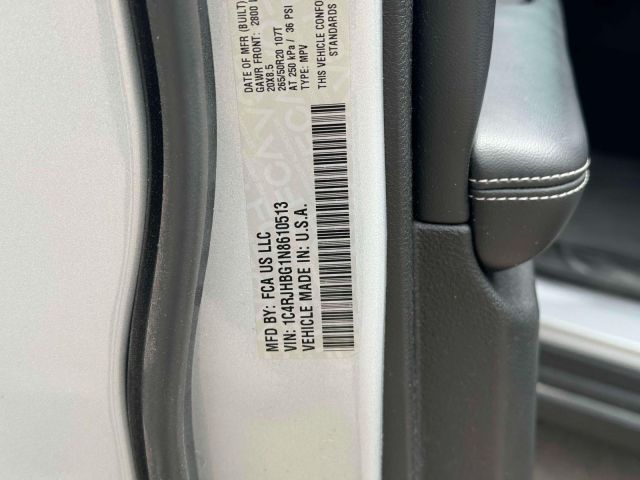 DATE OF MFR (BUILT)
GAWR FRONT: 2800
20X8.5
265/50R20 107T
AT 250 kPa / 36 PSI
TYPE: MPV
THIS VEHICLE CONFO
STANDARDS
MFD BY: FCA US LLC
VIN: 1C4RJHBG1N8610513
VEHICLE MADE IN: U.S.A.